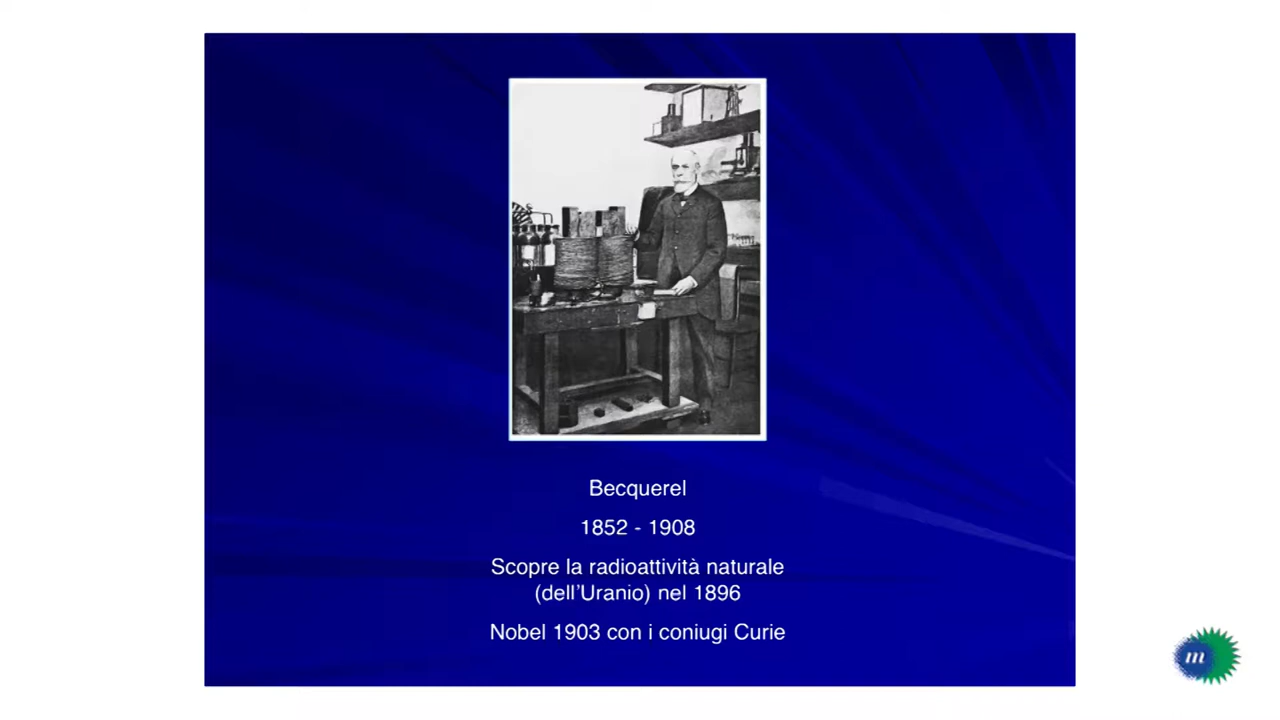 Becquerel
1852 - 1908
Scopre la radioattività naturale
(dell'Uranio) nel 1896
Nobel 1903 con i coniugi Curie
m